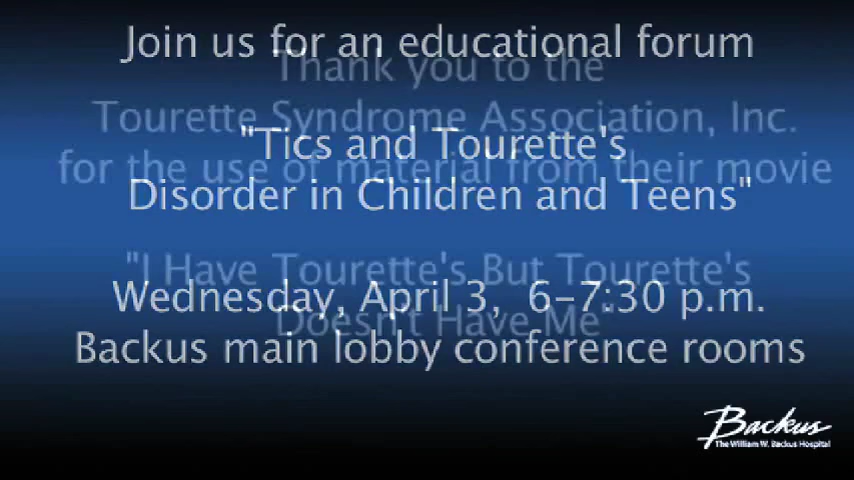 Join us for an educational forum
Thank you to the
Tourette Syndrome Association, Inc.
"Tics and Tourette's
for the use of material from their movie
Disorder in Children and Teens"
"I Have Tourette's But Tourette's
Wednesday, April 3, 6-7:30 p.m.
Doesn't Have Me"
Backus main lobby conference rooms
Backus
The William W. Backus Hospital